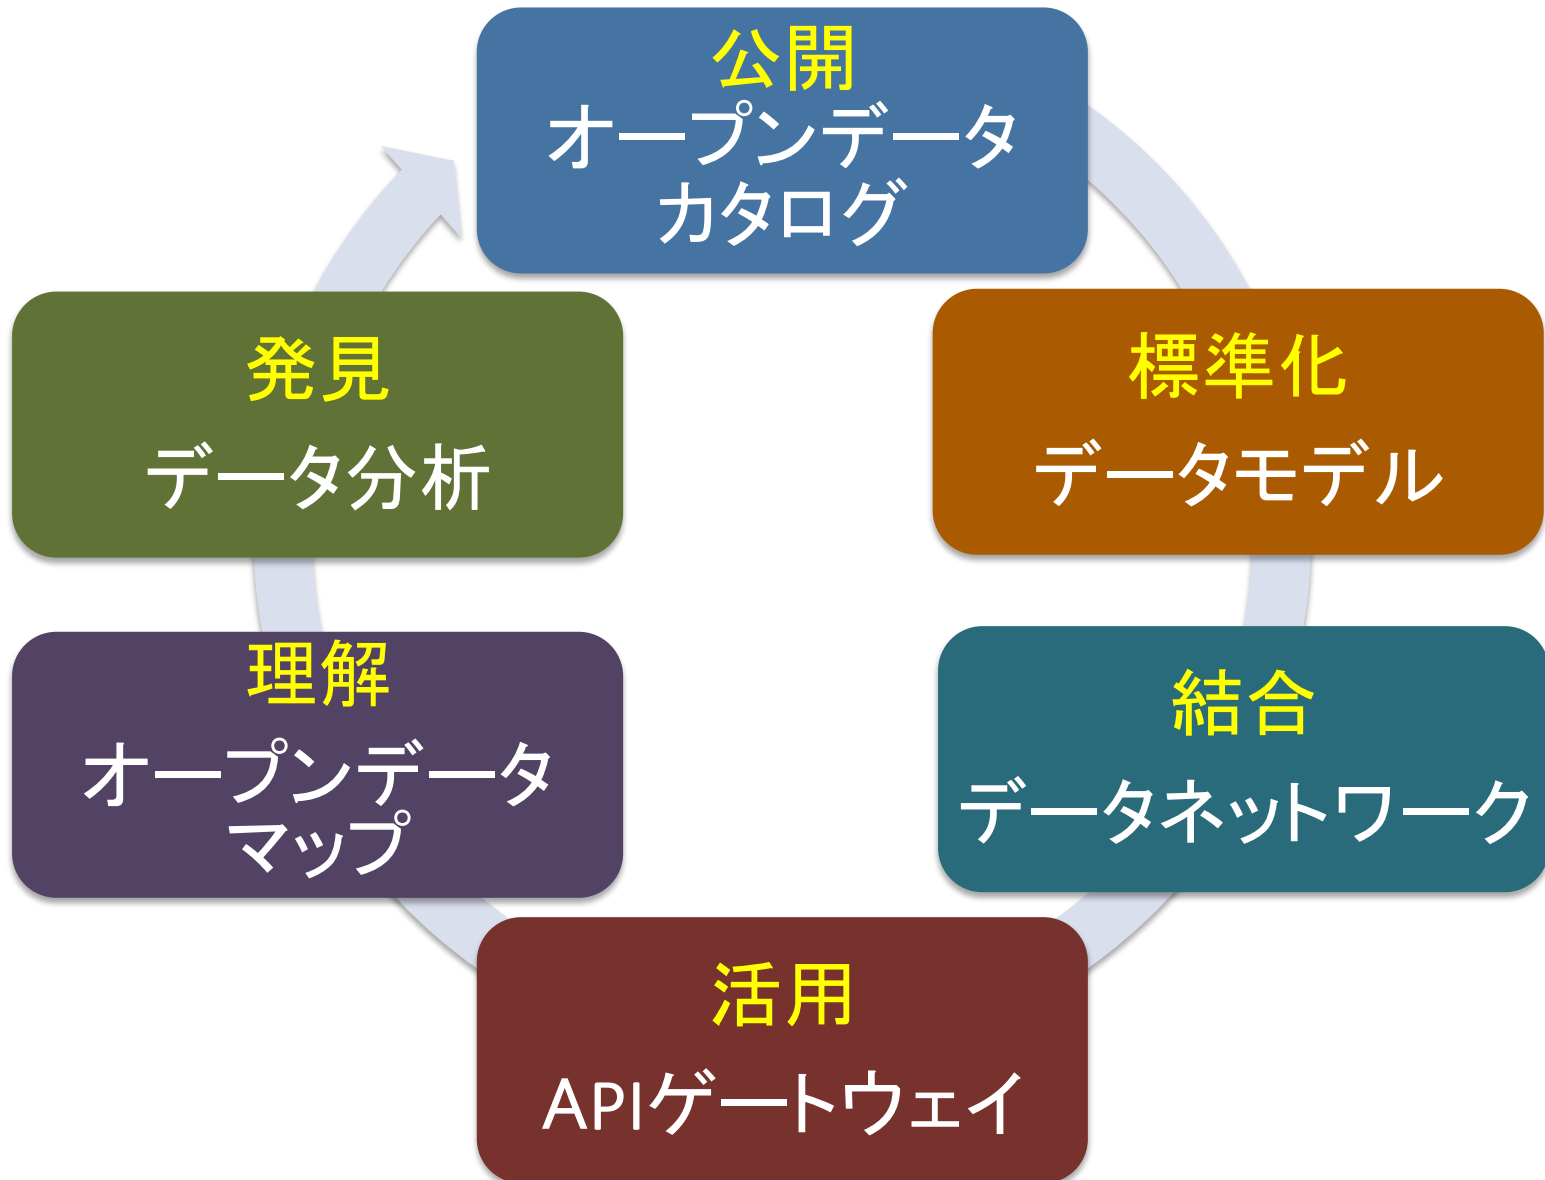 公開
オープンデータ
カタログ
標準化
データモデル
結合
データネットワーク
活用
APIゲートウェイ
理解
オープンデータ
マップ
発見
データ分析